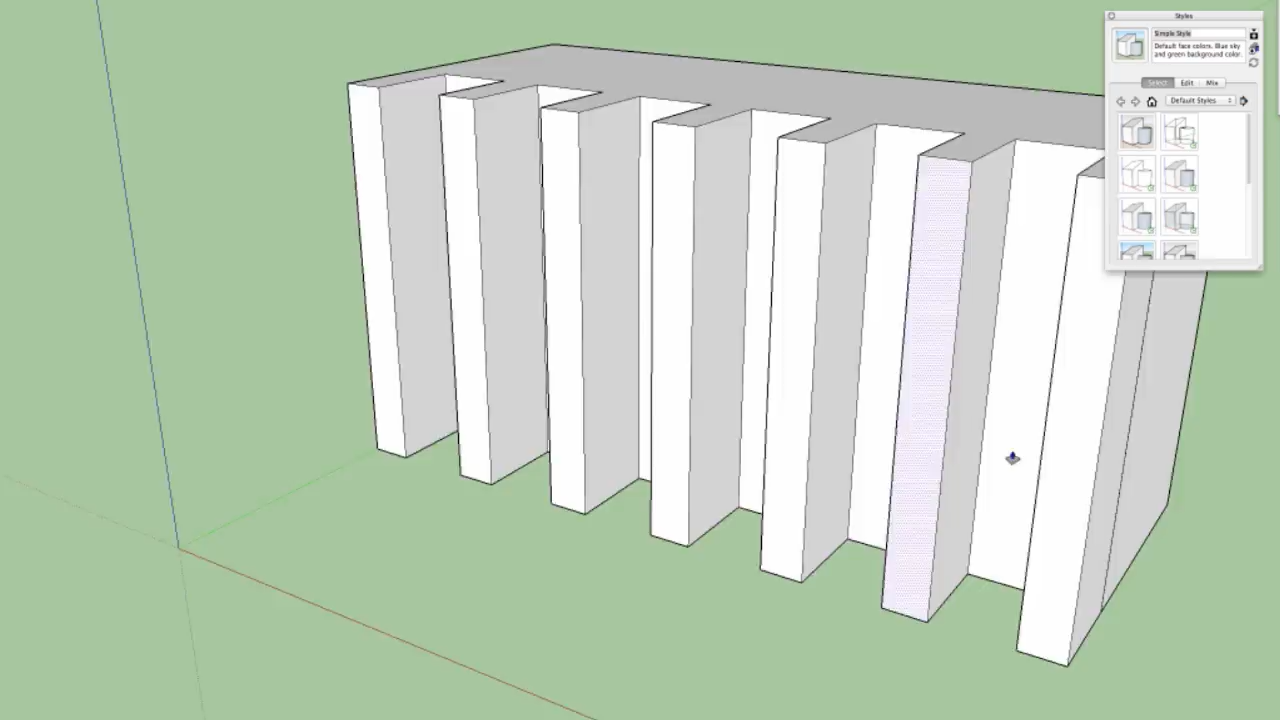 Styles
Simple Style
Default face colors. Blue sky
and green background color.
Select Edit Mix
Default Styles